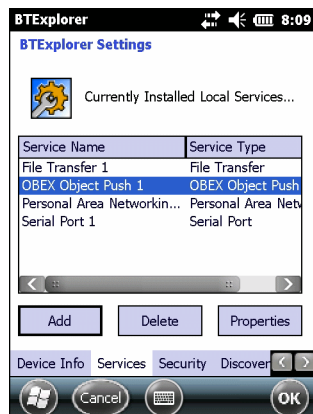 BTExplorer 8:09
BTExplorer Settings
Currently Installed Local Services...
Service Name Service Type
File Transfer 1 File Transfer
OBEX Object Push 1 OBEX Object Push
Personal Area Networkin... Personal Area Netw
Serial Port 1 Serial Port
Add Delete Properties
Device Info Services Security Discover
Cancel OK